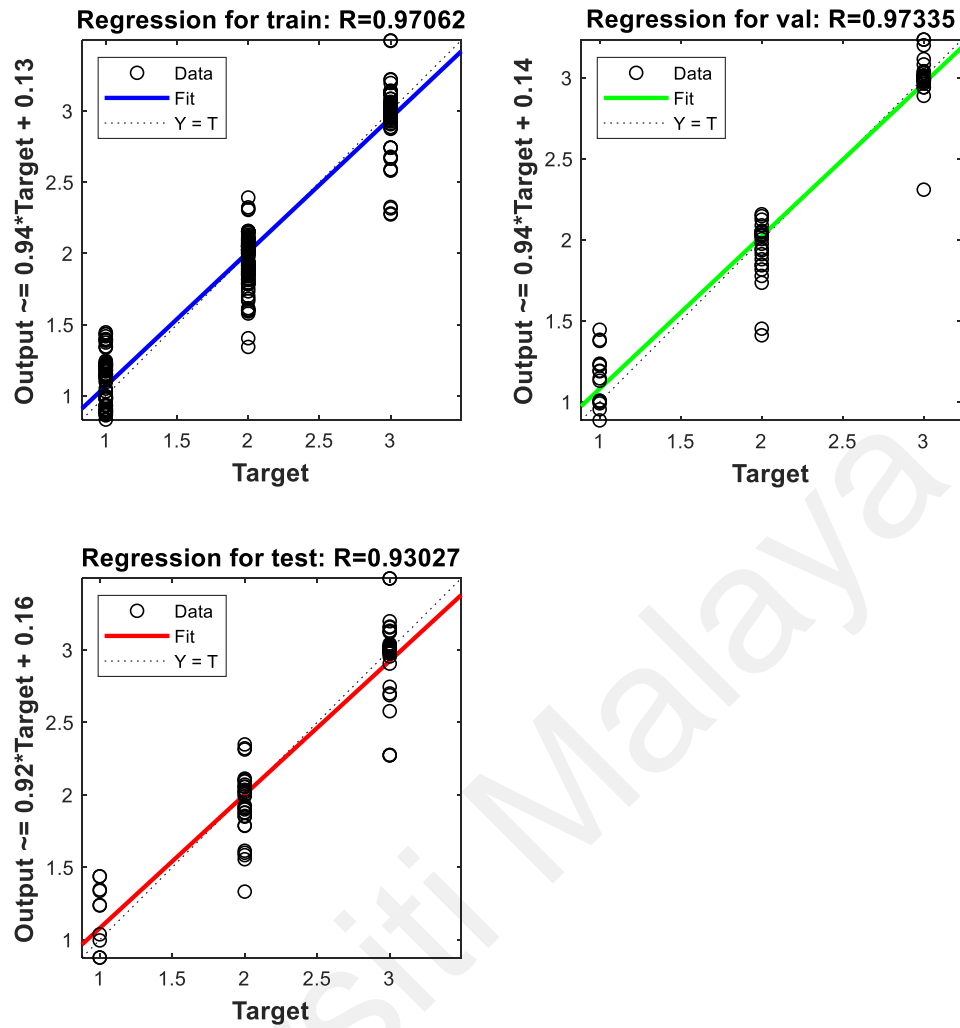 Regression for train: R=0.97062
Output ~= 0.94*Target + 0.13
Data
Fit
Y = T
3
2.5
2
1.5
1
1 1.5 2 2.5 3
Target
Regression for val: R=0.97335
Output ~= 0.94*Target + 0.14
Data
Fit
Y = T
3
2.5
2
1.5
1
1 1.5 2 2.5 3
Target
Regression for test: R=0.93027
Output ~= 0.92*Target + 0.16
Data
Fit
Y = T
3
2.5
2
1.5
1
1 1.5 2 2.5 3
Target
siti Malaya